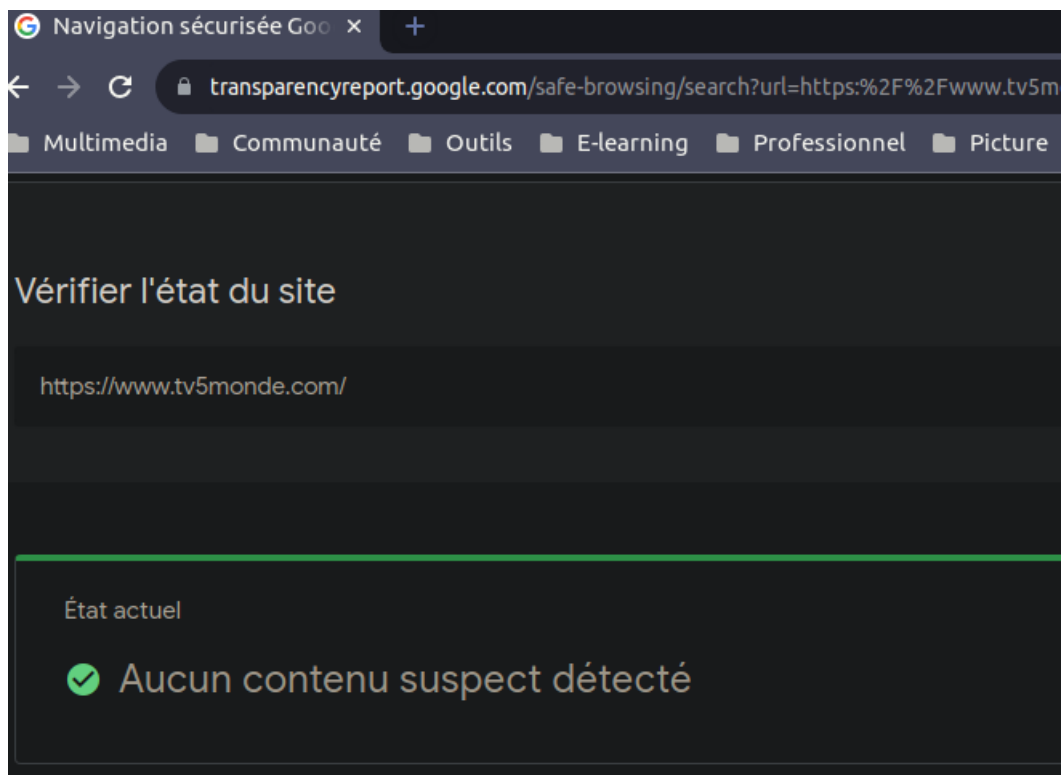 Navigation sécurisée Goo
transparencyreport.google.com/safe-browsing/search?url=https:%2F%2Fwww.tv5m
Multimedia Communauté Outils E-learning Professionnel Picture
Vérifier l'état du site
https://www.tv5monde.com/
État actuel
Aucun contenu suspect détecté